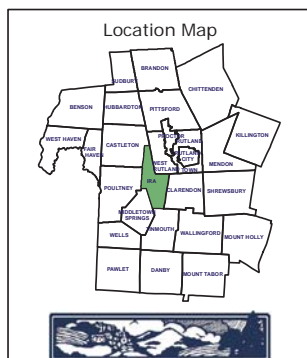 Location Map
BRANDON
SUDBURY
CHITTENDEN
BENSON
HUBBARDTON
PITTSFORD
KILLINGTON
WEST HAVEN
FAIR
HAVEN
CASTLETON
PROCTOR
RUTLAND
RUTLAND
CITY
WEST
RUTLAND
TOWN
MENDON
POULTNEY
IRA
CLARENDON
SHREWSBURY
MIDDLETOWN
SPRINGS
WELLS
TINMOUTH
WALLINGFORD
MOUNT HOLLY
PAWLET
DANBY
MOUNT TABOR